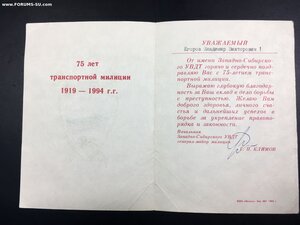 www.FORUMS-SU.com
75 лет
транспортной милиции
1919 — 1994 г.г.
УВАЖАЕМЫЙ
Егоров Владимир Викторович !
От имени Западно-Сибирского
УВДТ горячо и сердечно поздравляю
Вас с 75-летием транспортной
милиции.
Выражаю глубокую благодарность
за Ваш вклад в дело борьбы
с преступностью. Желаю Вам
доброго здоровья, личного счастья
и дальнейших успехов в
борьбе за укрепление правопорядка
и законности.
Начальник
Западно-Сибирского УВДТ
генерал-майор милиции
КЛИМОВ